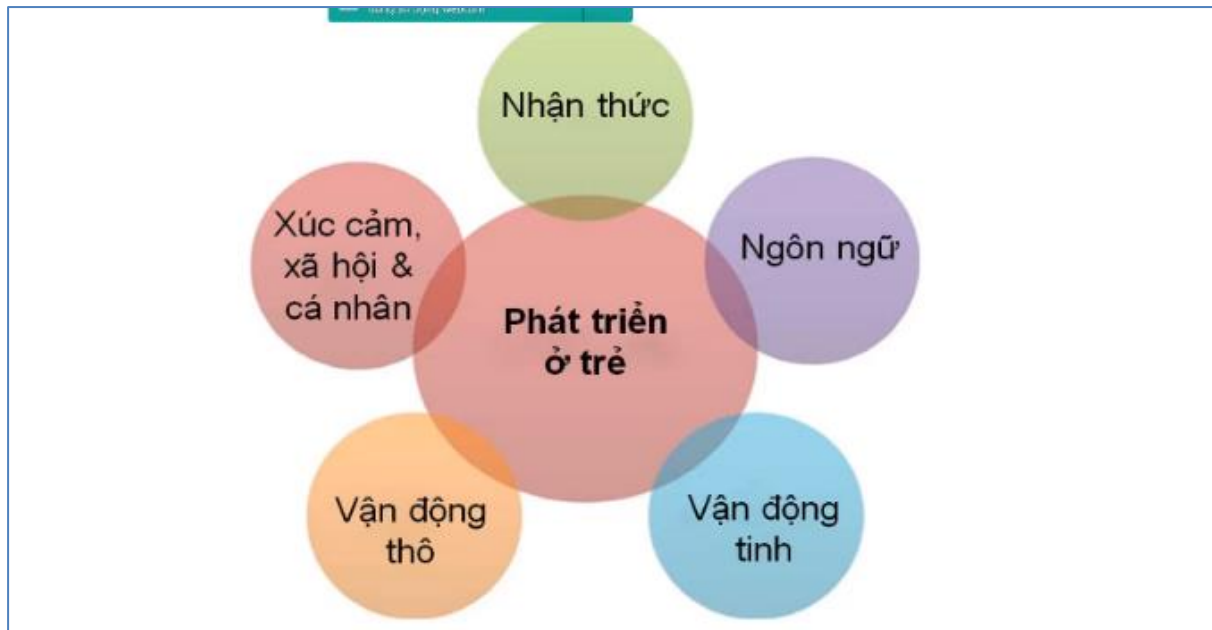 Nhận thức
Ngôn ngữ
Xúc cảm,
xã hội &
cá nhân
Phát triển
ở trẻ
Vận động
thô
Vận động
tinh